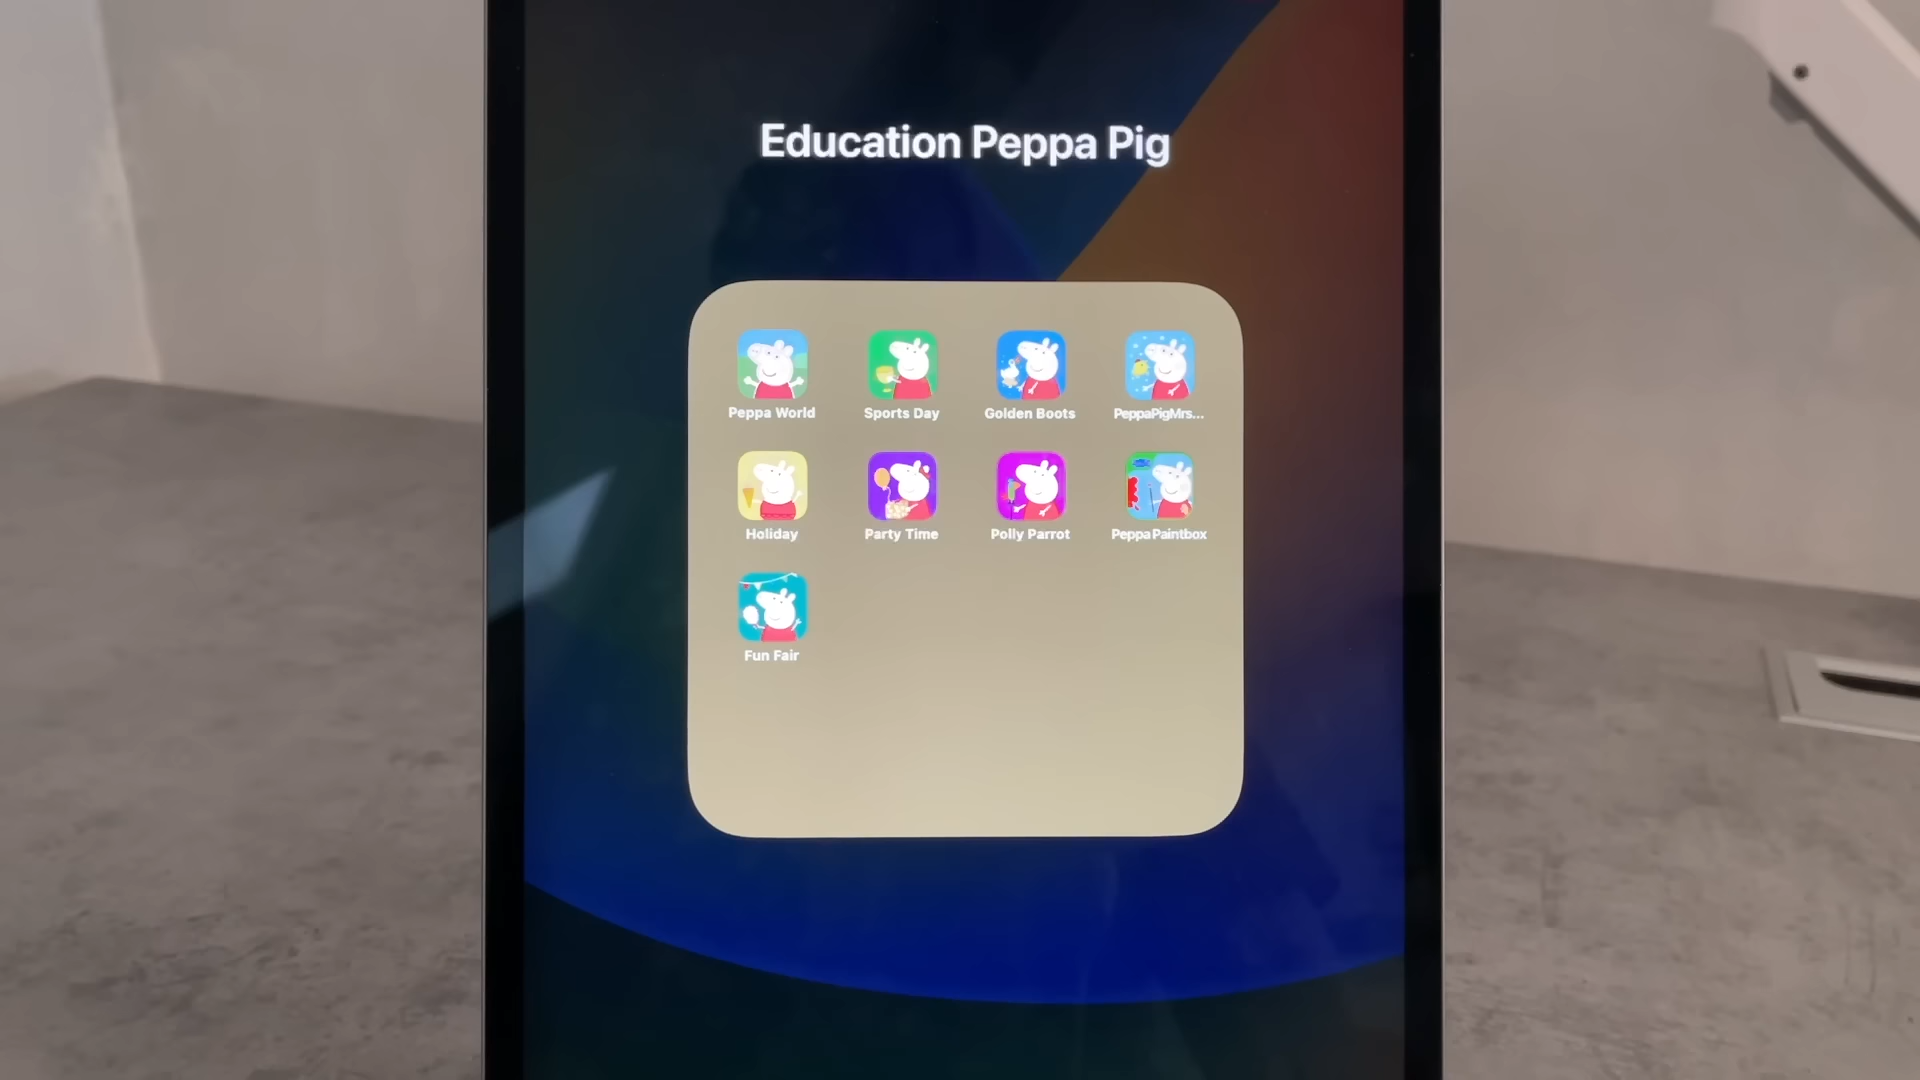 Education Peppa Pig
Peppa World
Sports Day
Golden Boots
PeppaPigMrs...
Holiday
Party Time
Polly Parrot
Peppa Paintbox
Fun Fair